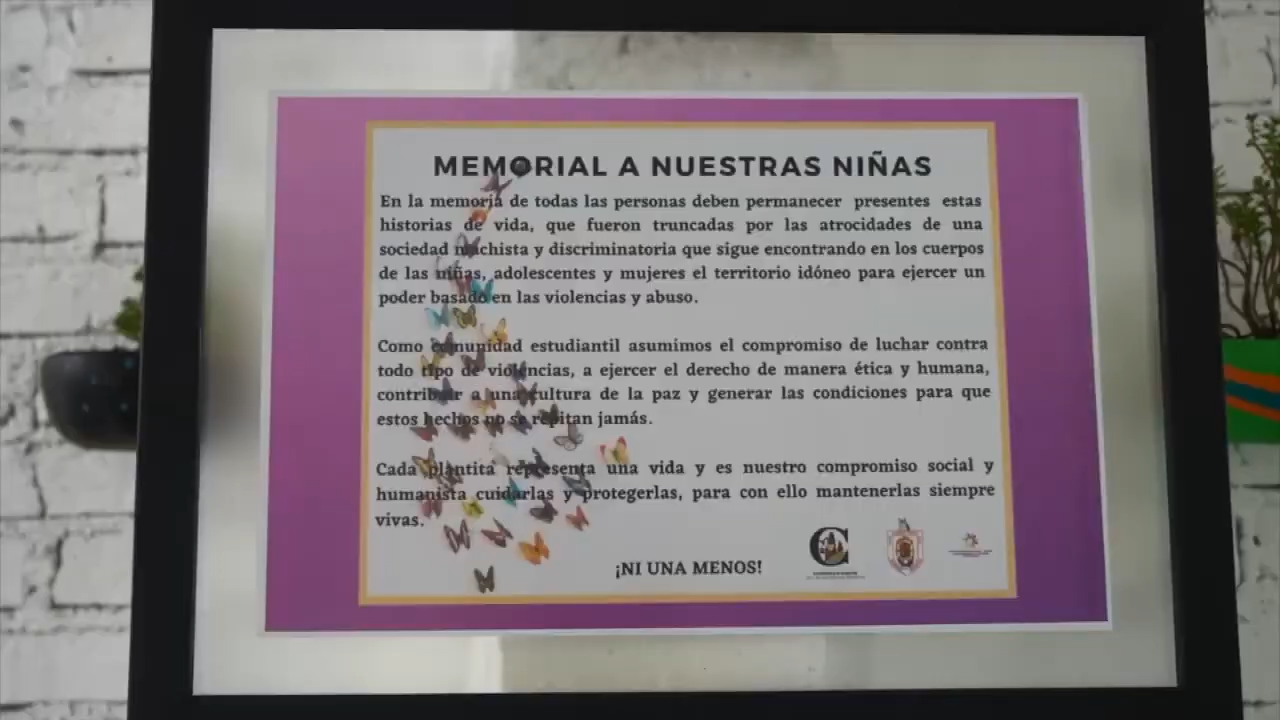 MEMORIAL A NUESTRAS NIÑAS
En la memoria de todas las personas deben permanecer presentes estas
historias de vida, que fueron truncadas por las atrocidades de una
sociedad machista y discriminatoria que sigue encontrando en los cuerpos
de las niñas, adolescentes y mujeres el territorio idóneo para ejercer un
poder basado en las violencias y abuso.
Como comunidad estudiantil asumimos el compromiso de luchar contra
todo tipo de violencias, a ejercer el derecho de manera ética y humana,
contribuir a una cultura de la paz y generar las condiciones para que
estos hechos no se repitan jamás.
Cada plantita representa una vida y es nuestro compromiso social y
humanista cuidarlas y protegerlas, para con ello mantenerlas siempre
vivas.
¡NI UNA MENOS!